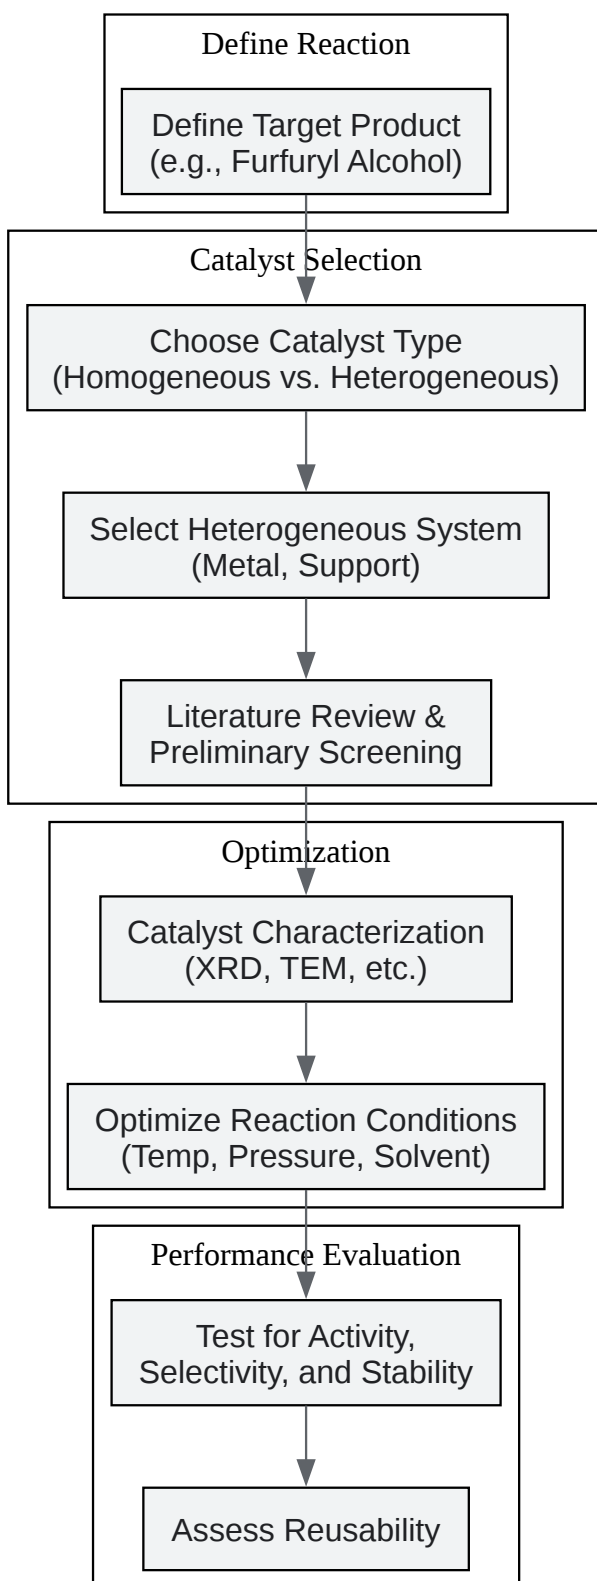 Define Reaction
Define Target Product
(e.g., Furfuryl Alcohol)
Catalyst Selection
Choose Catalyst Type
(Homogeneous vs. Heterogeneous)
Select Heterogeneous System
(Metal, Support)
Literature Review &
Preliminary Screening
Optimization
Catalyst Characterization
(XRD, TEM, etc.)
Optimize Reaction Conditions
(Temp, Pressure, Solvent)
Performance Evaluation
Test for Activity,
Selectivity, and Stability
Assess Reusability